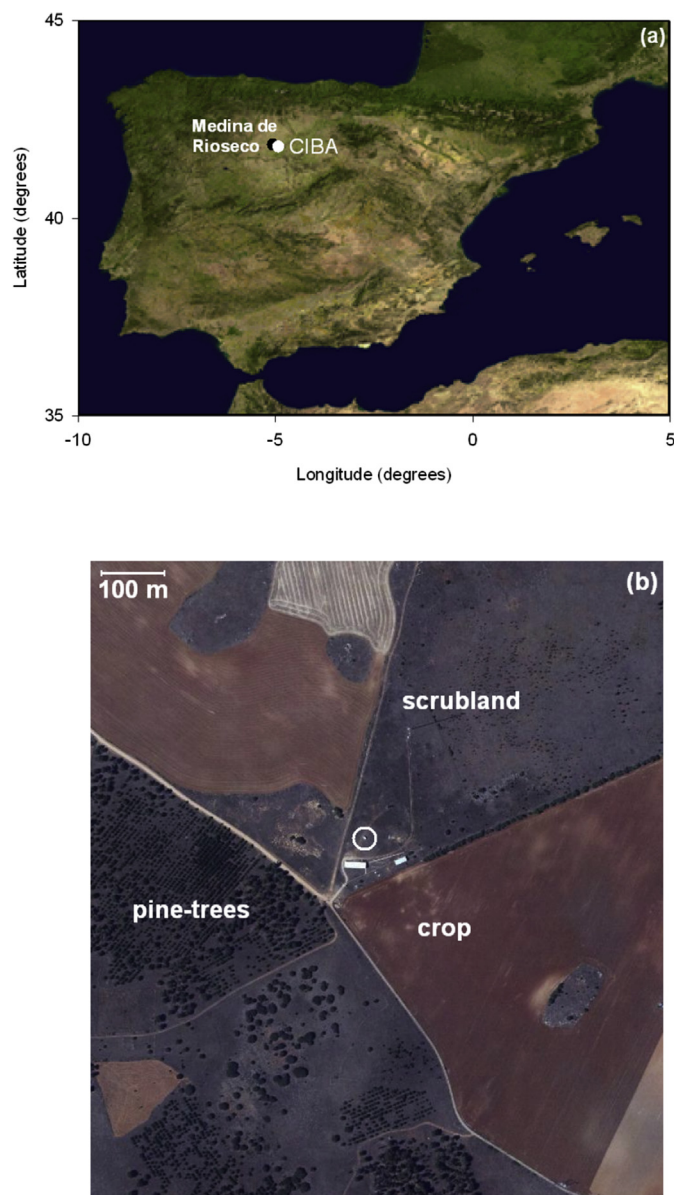 45
(a)
Medina de
Rioseco
CIBA
40
35
-10
-5
0
5
Latitude (degrees)
Longitude (degrees)
(b)
100 m
scrubland
pine-trees
crop